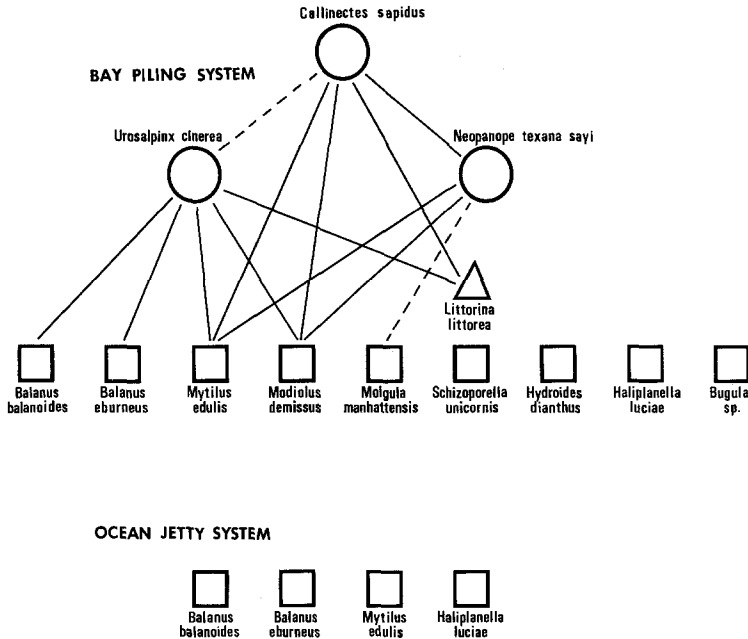 Callinectes sapidus
BAY PILING SYSTEM
Urosalpinx cinerea
Neopanope texana sayi
Littorina
littorea
Balanus
balanoides
Balanus
eburneus
Mytilus
edulis
Modiolus
demissus
Molgula
manhattensis
Schizoporella
unicornis
Hydroides
dianthus
Haliplanella
luciae
Bugula
sp.
OCEAN JETTY SYSTEM
Balanus
balanoides
Balanus
eburneus
Mytilus
edulis
Haliplanella
luciae